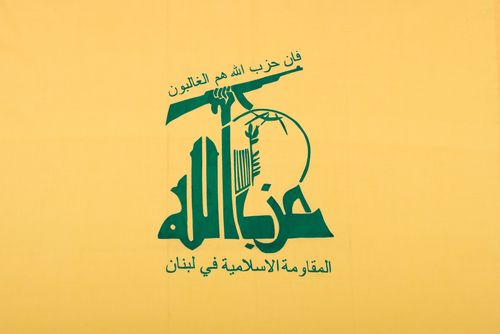 فان حزب الله هم الغالبون
حزب الله
المقاومة الاسلامية في لبنان